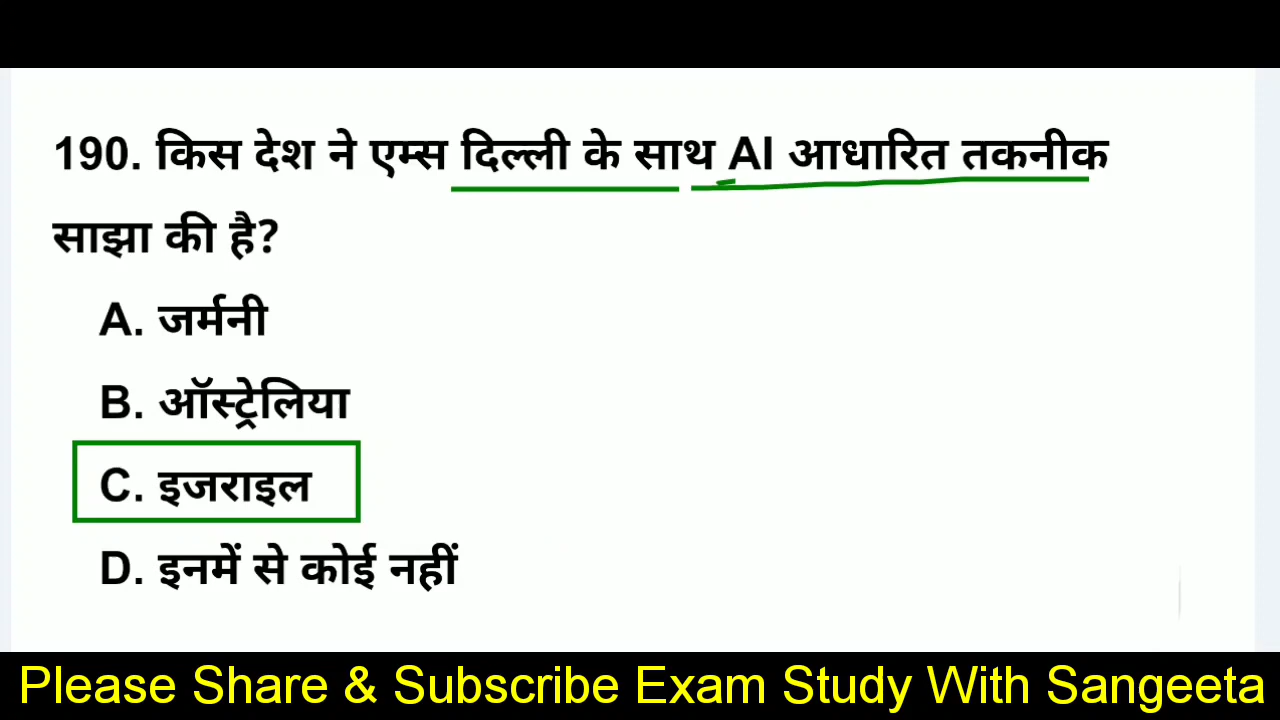 190. किस देश ने एम्स दिल्ली के साथ AI आधारित तकनीक
साझा की है?
A. जर्मनी
B. ऑस्ट्रेलिया
C. इजराइल
D. इनमें से कोई नहीं
Please Share & Subscribe Exam Study With Sangeeta